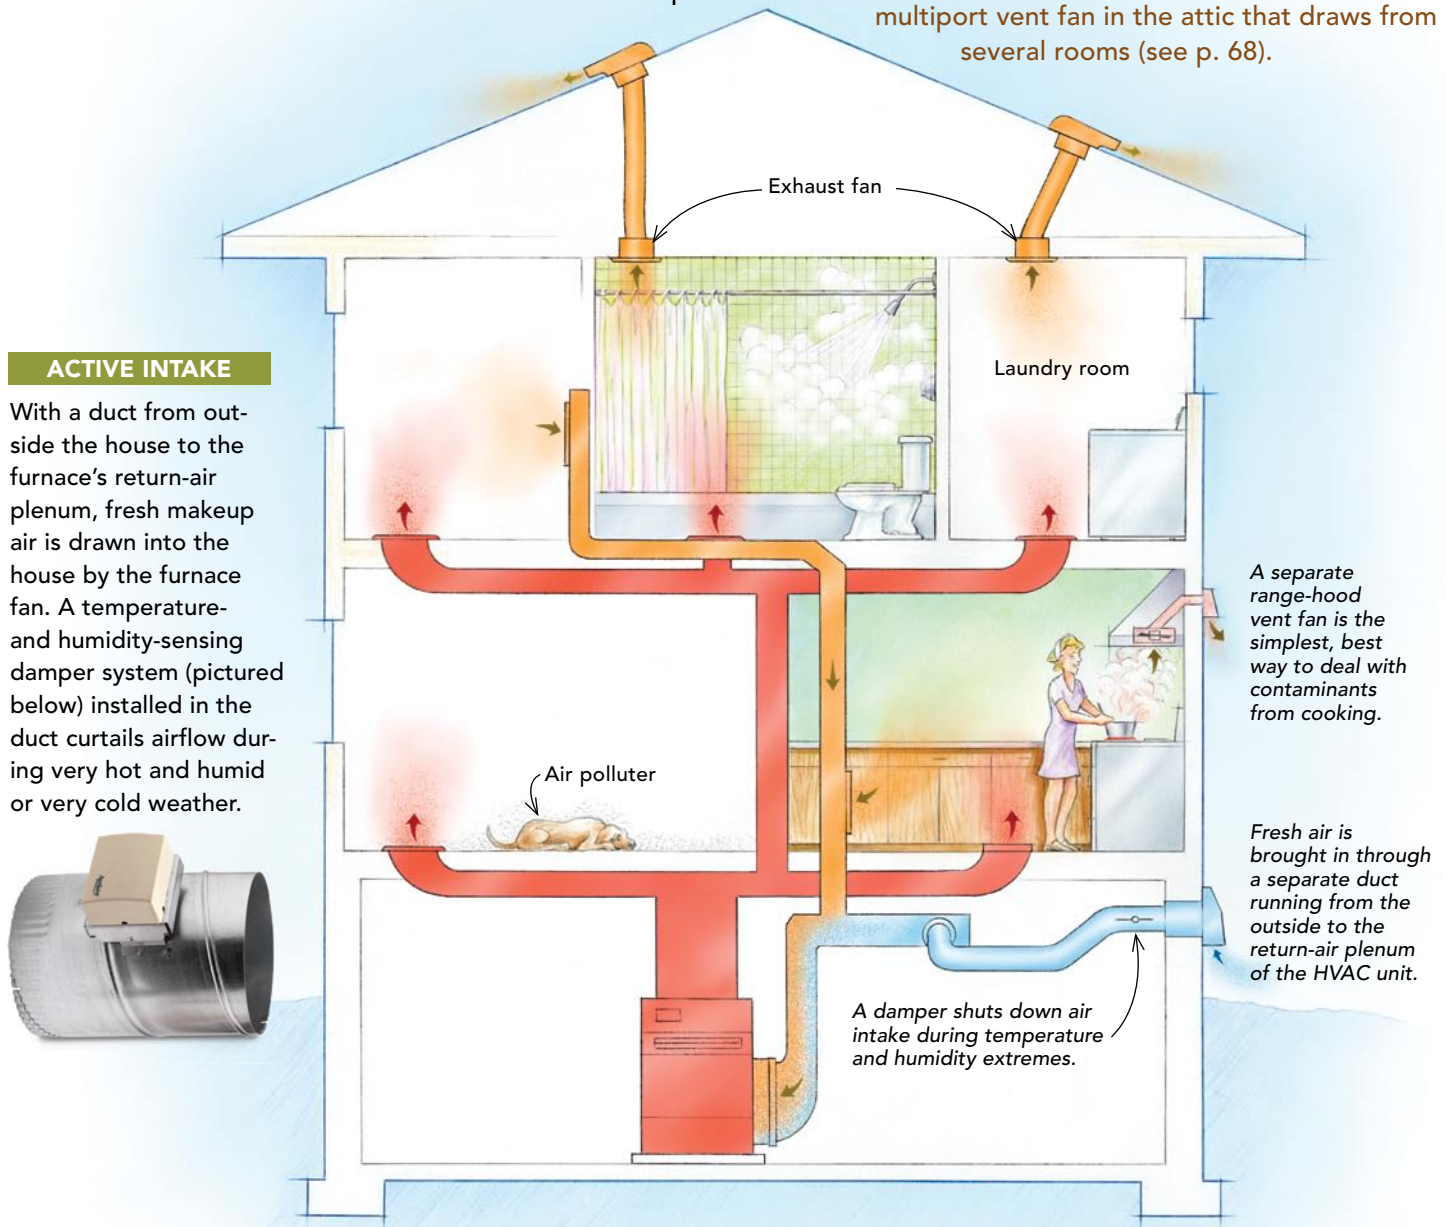 multiport vent fan in the attic that draws from
several rooms (see p. 68).
Exhaust fan
Laundry room
ACTIVE INTAKE
With a duct from out-
side the house to the
furnace's return-air
plenum, fresh makeup
air is drawn into the
house by the furnace
fan. A temperature-
and humidity-sensing
damper system (pictured
below) installed in the
duct curtails airflow dur-
ing very hot and humid
or very cold weather.
A separate
range-hood
vent fan is the
simplest, best
way to deal with
contaminants
from cooking.
Air polluter
Fresh air is
brought in through
a separate duct
running from the
outside to the
return-air plenum
of the HVAC unit.
A damper shuts down air
intake during temperature
and humidity extremes.